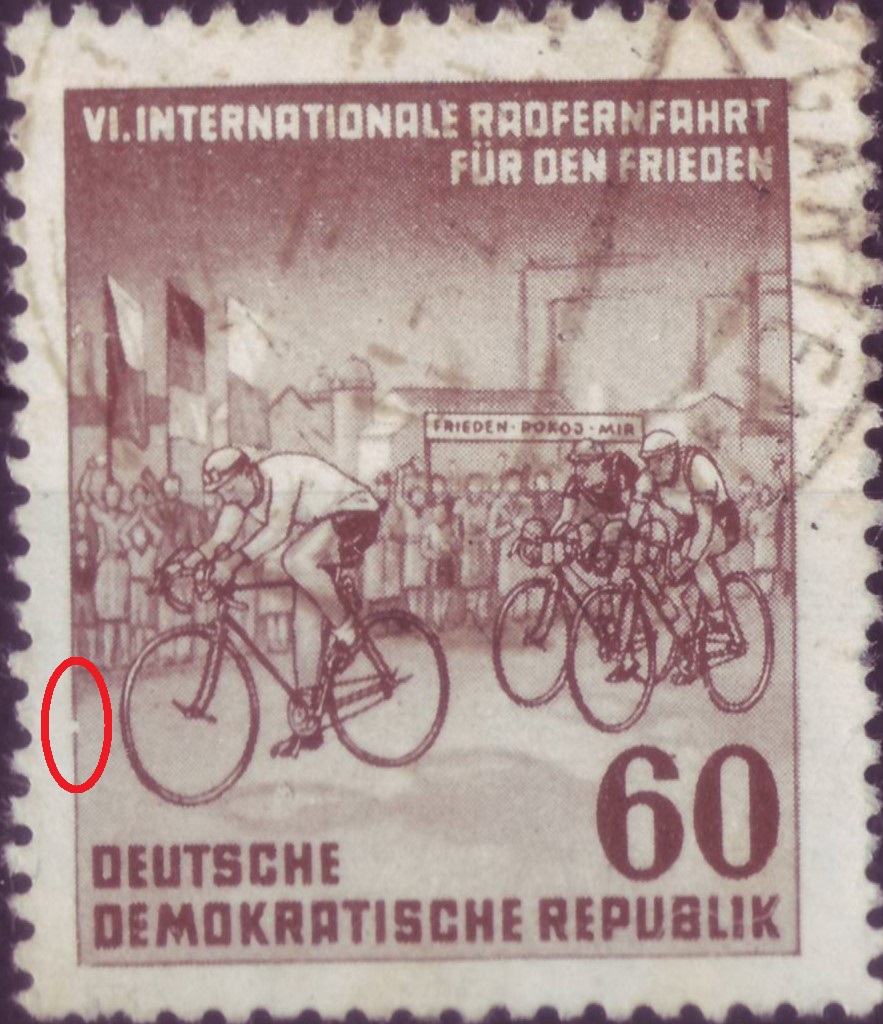 VI. INTERNATIONALE RADFERNFAHRT
FÜR DEN FRIEDEN
FRIEDEN · POKOJ · MIR
60
DEUTSCHE
DEMOKRATISCHE REPUBLIK